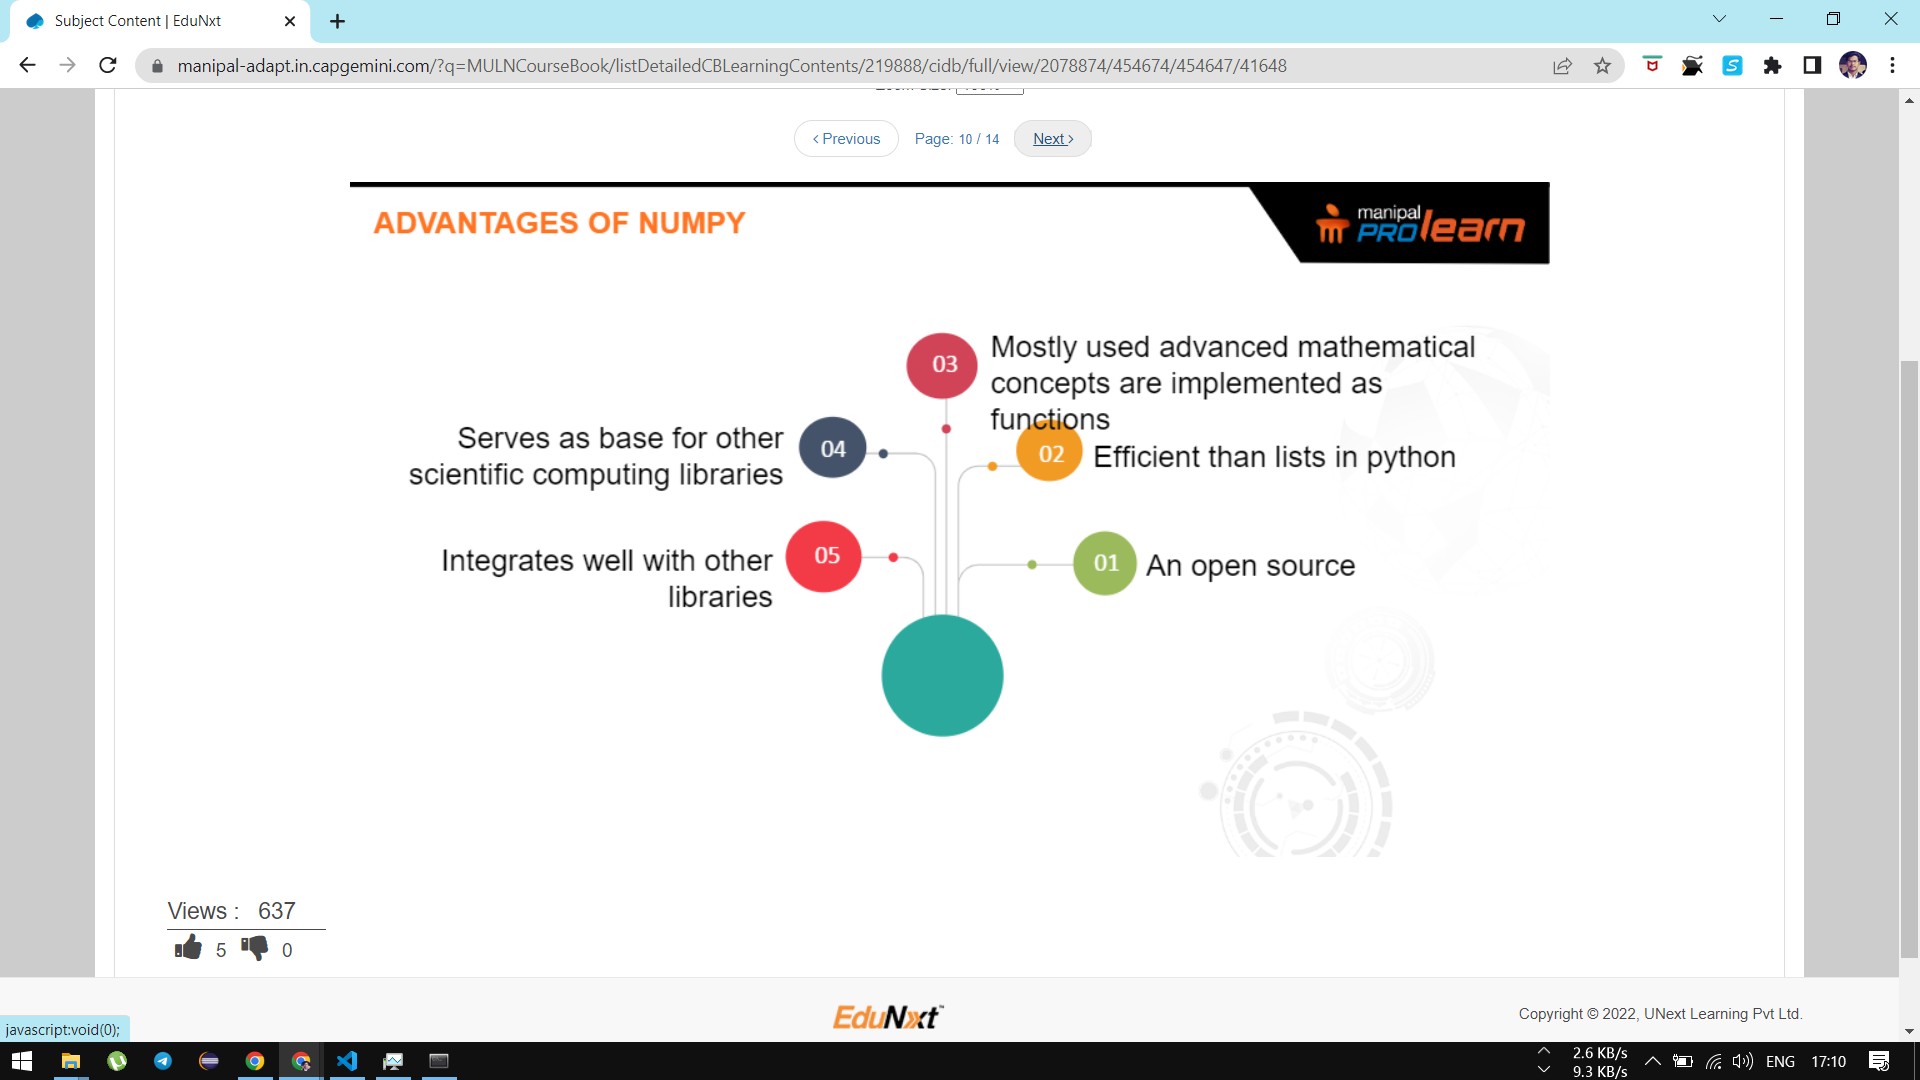 Subject Content | EduNxt
manipal-adapt.in.capgemini.com/?q=MULNCourseBook/listDetailedCBLearningContents/219888/cidb/full/view/2078874/454674/454647/41648
‹ Previous
Page: 10 / 14
Next ›
ADVANTAGES OF NUMPY
manipal
PROlearn
03
Mostly used advanced mathematical
concepts are implemented as
functions
Serves as base for other
scientific computing libraries
04
02
Efficient than lists in python
Integrates well with other
libraries
05
01
An open source
Views : 637
5 0
EduNxt™
Copyright © 2022, UNext Learning Pvt Ltd.
javascript:void(0);
2.6 KB/s
9.3 KB/s
ENG
17:10